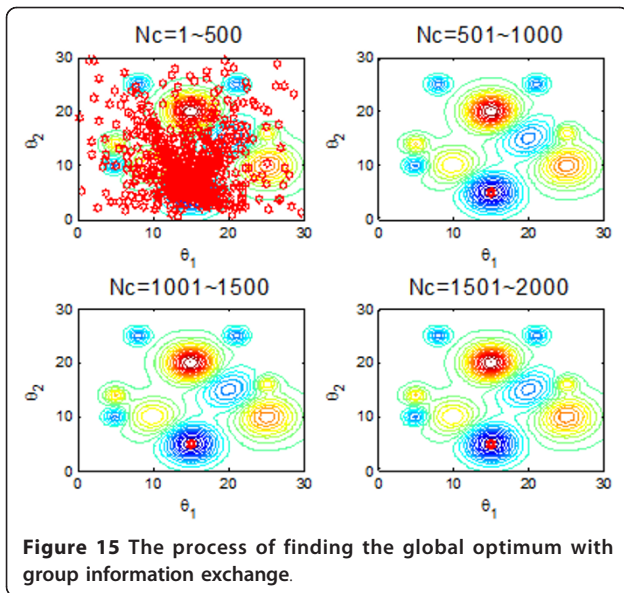 Nc=1~500
Nc=501~1000
30
20
10
0
θ2
0
10
20
30
θ1
30
20
10
0
θ2
0
10
20
30
θ1
Nc=1001~1500
Nc=1501~2000
30
20
10
0
θ2
0
10
20
30
θ1
30
20
10
0
θ2
0
10
20
30
θ1
Figure 15 The process of finding the global optimum with
group information exchange.